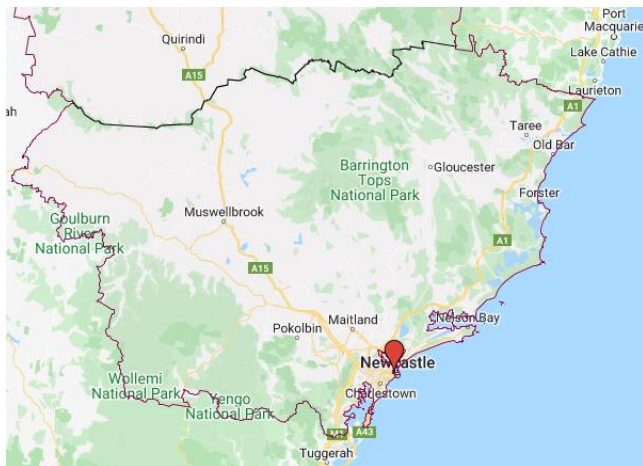 Port
Macquarie
Quirindi
Lake Cathie
A15
Laurieton
A1
ah
Taree
Old Bar
Barrington
Tops
National Park
Gloucester
Forster
Muswellbrook
Goulburn
River
National Park
A1
A15
Nelson Bay
Maitland
Pokolbin
Newcastle
Wollemi
National Park
Charlestown
Yengo
National Park
M1
A43
Tuggerah